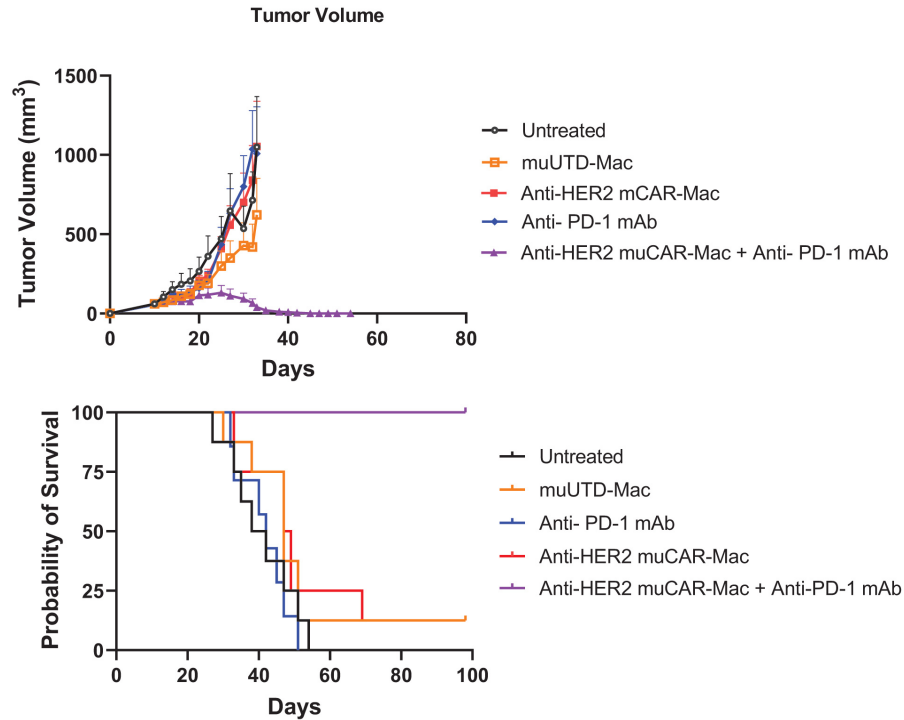 Tumor Volume
Tumor Volume (mm3)
1500
1000
500
0
0
20
40
60
80
Days
Untreated
muUTD-Mac
Anti-HER2 mCAR-Mac
Anti- PD-1 mAb
Anti-HER2 muCAR-Mac + Anti- PD-1 mAb
Probability of Survival
100
75
50
25
0
0
20
40
60
80
100
Days
Untreated
muUTD-Mac
Anti- PD-1 mAb
Anti-HER2 muCAR-Mac
Anti-HER2 muCAR-Mac + Anti-PD-1 mAb